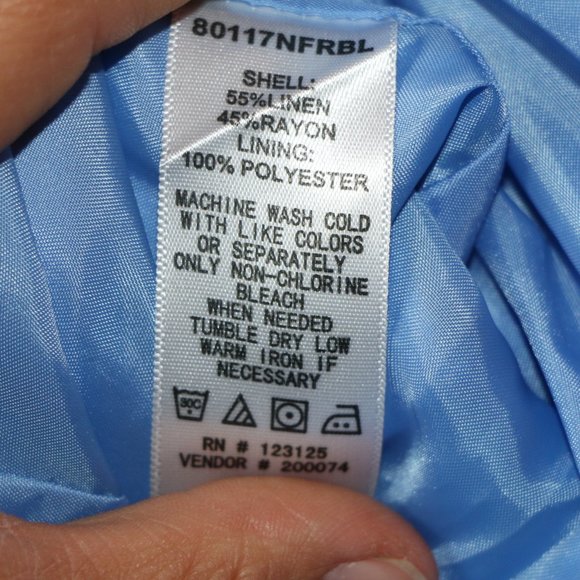 80117NFRBL
SHELL:
55%LINEN
45%RAYON
LINING:
100% POLYESTER
MACHINE WASH COLD
WITH LIKE COLORS
OR SEPARATELY
ONLY NON-CHLORINE
BLEACH
WHEN NEEDED
TUMBLE DRY LOW
WARM IRON IF
NECESSARY
30C
RN # 123125
VENDOR # 200074